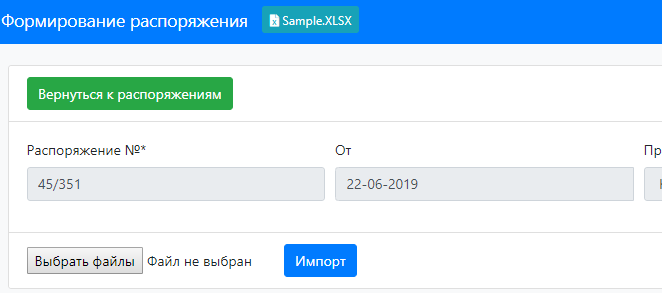 Формирование распоряжения Sample.XLSX
Вернуться к распоряжениям
Распоряжение №* От Пр
45/351 22-06-2019
Выбрать файлы Файл не выбран Импорт